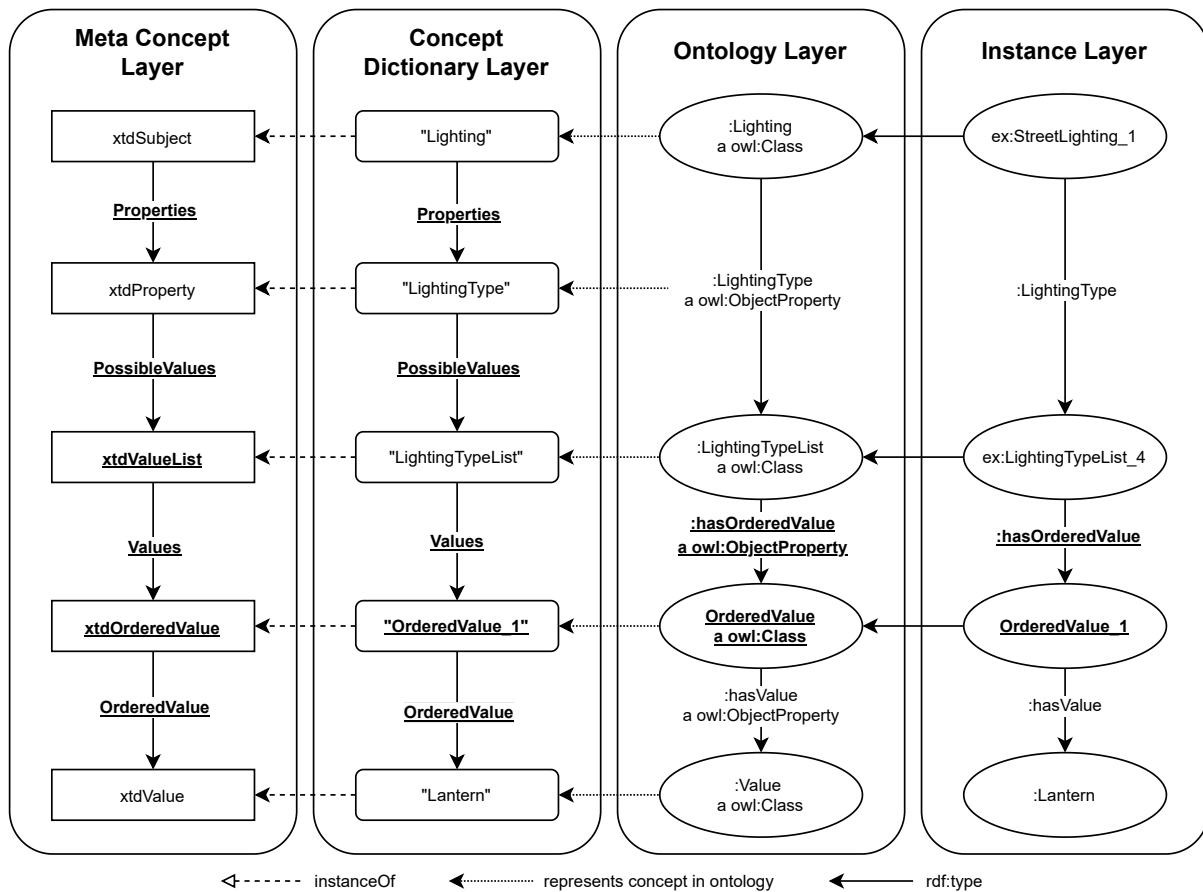 Meta Concept
Layer
Concept
Dictionary Layer
Ontology Layer
Instance Layer
xtdSubject
"Lighting"
:Lighting
a owl:Class
ex:StreetLighting_1
Properties
Properties
xtdProperty
"LightingType"
:LightingType
a owl:ObjectProperty
:LightingType
PossibleValues
PossibleValues
xtdValueList
"LightingTypeList"
:LightingTypeList
a owl:Class
ex:LightingTypeList_4
Values
Values
:hasOrderedValue
a owl:ObjectProperty
:hasOrderedValue
xtdOrderedValue
"OrderedValue_1"
OrderedValue
a owl:Class
OrderedValue_1
OrderedValue
OrderedValue
:hasValue
a owl:ObjectProperty
:hasValue
xtdValue
"Lantern"
:Value
a owl:Class
:Lantern
instanceOf
represents concept in ontology
rdf:type